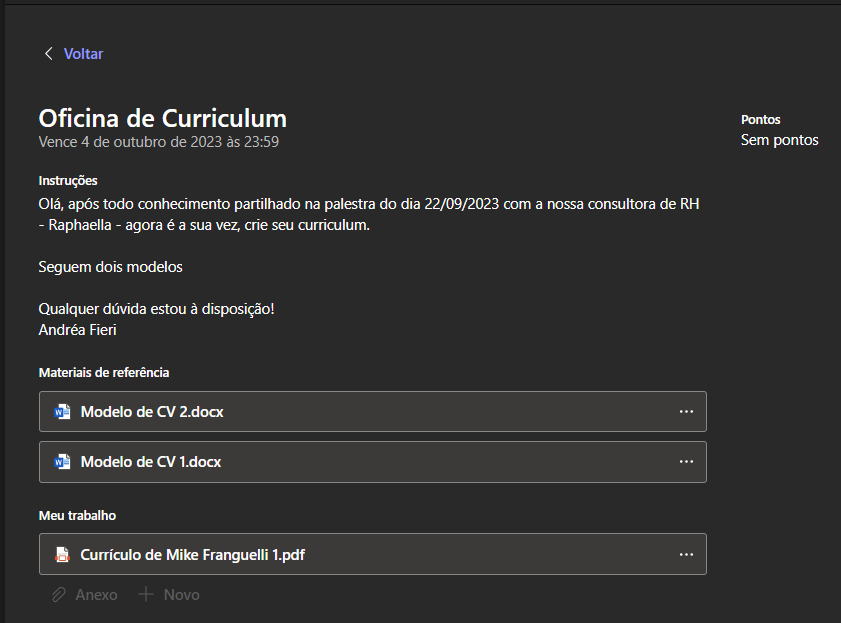 Voltar
Oficina de Curriculum
Vence 4 de outubro de 2023 às 23:59
Pontos
Sem pontos
Instruções
Olá, após todo conhecimento partilhado na palestra do dia 22/09/2023 com a nossa consultora de RH
- Raphaella - agora é a sua vez, crie seu curriculum.
Seguem dois modelos
Qualquer dúvida estou à disposição!
Andréa Fieri
Materiais de referência
Modelo de CV 2.docx
Modelo de CV 1.docx
Meu trabalho
Currículo de Mike Franguelli 1.pdf
Anexo
Novo